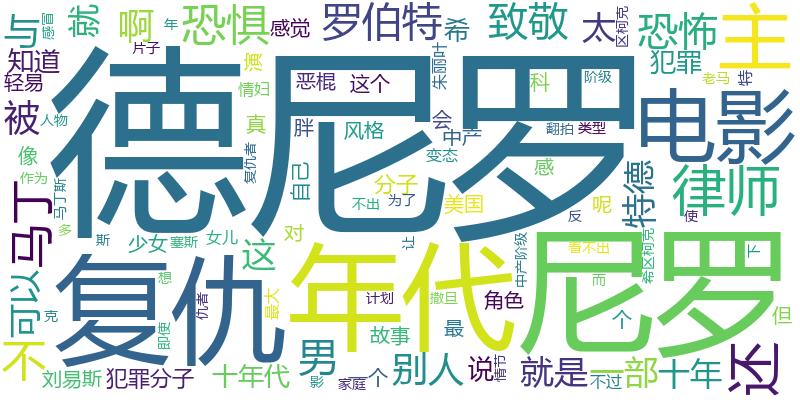 德尼罗
复仇
年代
尼罗
电影
律师
主
还
马丁
特德
恐惧
罗伯特
致敬
恐怖
太
希
与
就
啊
感冒
年
片子
感觉
演
知道
轻易
被
人物
像
作为
多
马丁斯
情妇
真
复仇者
恶棍
这个
胖
风格
自己
分子
不出
为了
朱丽叶
会
中产
变态
感
美国
科
阶级
翻拍
类型
区柯克
犯罪
老马
特
呢
反
使
看不出
而
希区柯克
下
中产阶级
斯
少女
塞斯
女儿
这
对
让
想
可以
克
不
即使
仇者
最大
计划
撒旦
角色
故事
最
个
但
刘易斯
犯罪分子
十年代
男
影
家庭
一个
别人
说
情节
就是
不过
一部
十年